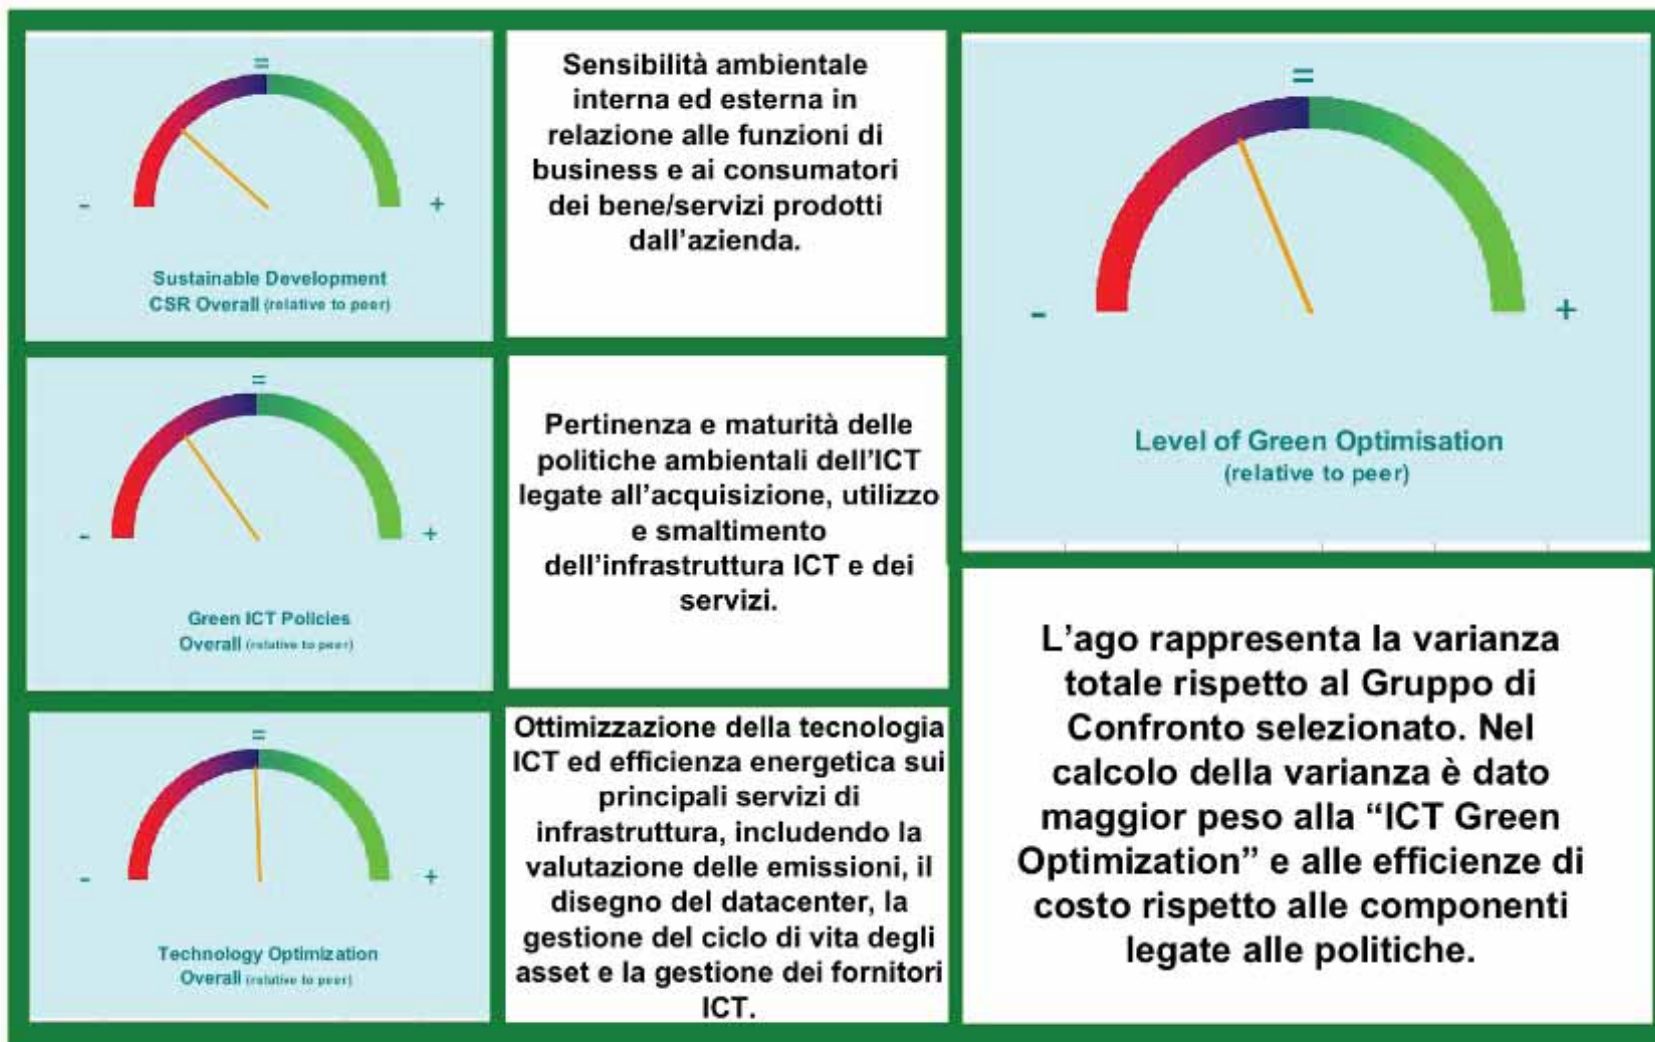 =
-
+
Sustainable Development
CSR Overall (relative to peer)
Sensibilità ambientale
interna ed esterna in
relazione alle funzioni di
business e ai consumatori
dei bene/servizi prodotti
dall'azienda.
=
-
+
Green ICT Policies
Overall (relative to peer)
Pertinenza e maturità delle
politiche ambientali dell'ICT
legate all'acquisizione, utilizzo
e smaltimento
dell'infrastruttura ICT e dei
servizi.
=
-
+
Technology Optimization
Overall (relative to peer)
Ottimizzazione della tecnologia
ICT ed efficienza energetica sui
principali servizi di
infrastruttura, includendo la
valutazione delle emissioni, il
disegno del datacenter, la
gestione del ciclo di vita degli
asset e la gestione dei fornitori
ICT.
=
-
+
Level of Green Optimisation
(relative to peer)
L'ago rappresenta la varianza
totale rispetto al Gruppo di
Confronto selezionato. Nel
calcolo della varianza è dato
maggior peso alla “ICT Green
Optimization” e alle efficienze di
costo rispetto alle componenti
legate alle politiche.